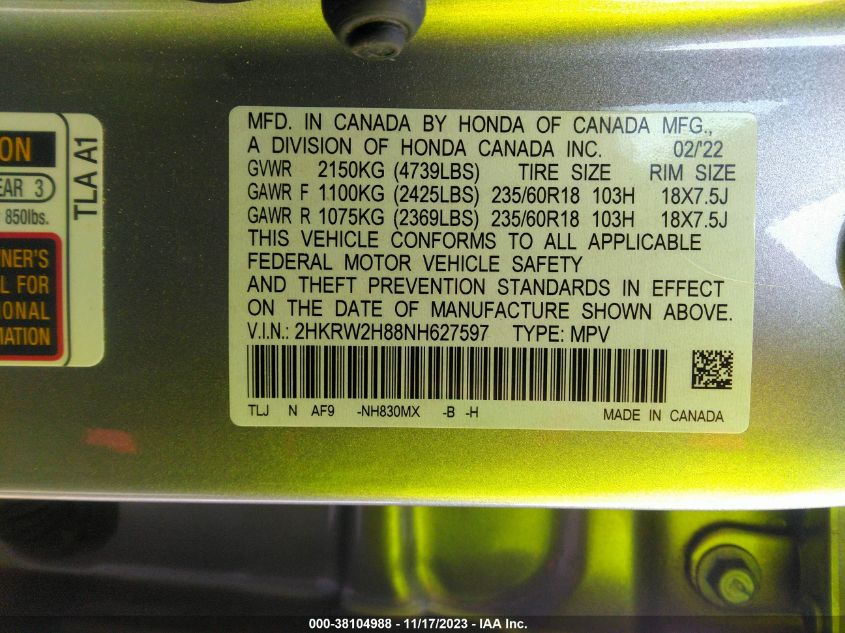 ON
EAR 3
850lbs.
TLA A1
NER'S
L FOR
IONAL
MATION
MFD. IN CANADA BY HONDA OF CANADA MFG.,
A DIVISION OF HONDA CANADA INC. 02/'22
GVWR 2150KG (4739LBS) TIRE SIZE RIM SIZE
GAWR F 1100KG (2425LBS) 235/60R18 103H 18X7.5J
GAWR R 1075KG (2369LBS) 235/60R18 103H 18X7.5J
THIS VEHICLE CONFORMS TO ALL APPLICABLE
FEDERAL MOTOR VEHICLE SAFETY
AND THEFT PREVENTION STANDARDS IN EFFECT
ON THE DATE OF MANUFACTURE SHOWN ABOVE.
V.I.N.: 2HKRW2H88NH627597 TYPE: MPV
TLJ N AF9 -NH830MX -B -H MADE IN CANADA
000-38104988 - 11/17/2023 - IAA Inc.